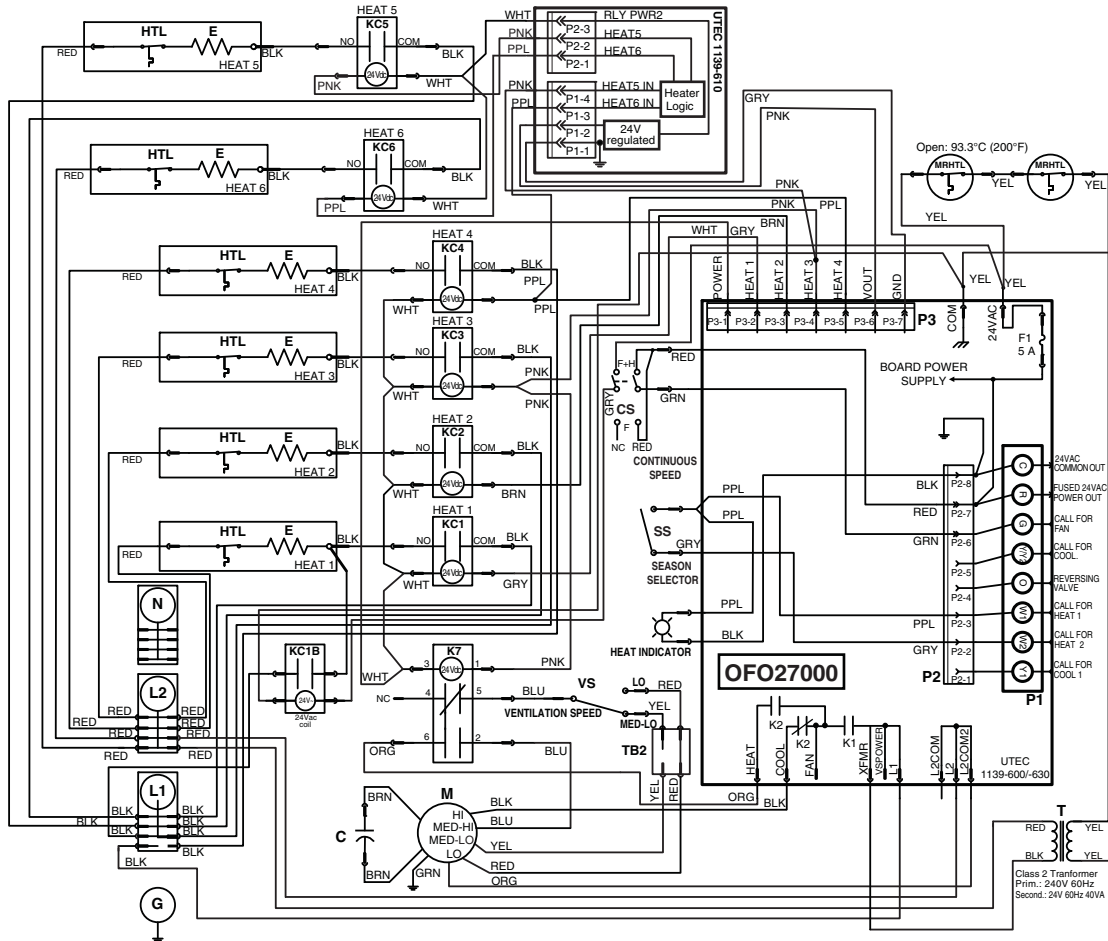 HEAT 5
KC5
HTL
E
RED
BLK
HEAT 5
NO
COM
BLK
24Vdc
PNK
WHT
WHT
PNK
PPL
RLY PWR2
P2-3
HEAT5
P2-2
HEAT6
P2-1
UTEC 1139-610
PNK
PPL
HEAT5 IN
P1-4
HEAT6 IN
P1-3
P1-2
P1-1
Heater
Logic
24V
regulated
GRY
PNK
HEAT 6
KC6
HTL
E
RED
BLK
HEAT 6
NO
COM
BLK
24Vdc
PPL
WHT
Open: 93.3°C (200°F)
MRHTL
MRHTL
YEL
YEL
YEL
PNK
PNK
PPL
BRN
WHT
GRY
HEAT 4
KC4
HTL
E
RED
BLK
HEAT 4
NO
COM
BLK
PPL
24Vdc
WHT
PPL
HEAT 3
KC3
HTL
E
RED
BLK
HEAT 3
NO
COM
BLK
PNK
24Vdc
WHT
PNK
HEAT 2
KC2
HTL
E
RED
BLK
HEAT 2
NO
COM
BLK
24Vdc
WHT
BRN
HEAT 1
KC1
HTL
E
RED
BLK
HEAT 1
NO
COM
BLK
24Vdc
WHT
GRY
POWER
HEAT 1
HEAT 2
HEAT 3
HEAT 4
VOUT
GND
P3-1
P3-2
P3-3
P3-4
P3-5
P3-6
P3-7
P3
COM
YEL
24VAC
YEL
F1
5 A
BOARD POWER
SUPPLY
F+H
RED
GRY
CS
GRN
F
NC
RED
CONTINUOUS
SPEED
PPL
PPL
SS
GRY
SEASON
SELECTOR
PPL
BLK
HEAT INDICATOR
BLK
P2-8
RED
P2-7
GRN
P2-6
P2-5
P2-4
PPL
P2-3
GRY
P2-2
P2-1
P2
C
R
G
Y/Y2
O
W1
W2
Y1
P1
24VAC
COMMON OUT
FUSED 24VAC
POWER OUT
CALL FOR
FAN
CALL FOR
COOL.
REVERSING
VALVE
CALL FOR
HEAT 1
CALL FOR
HEAT 2
CALL FOR
COOL 1
OFO27000
N
L2
RED
RED
RED
RED
RED
RED
L1
BLK
BLK
BLK
BLK
BLK
BLK
BLK
G
KC1B
24V~
24Vac
coil
WHT
K7
3
24Vdc
1
PNK
NC
4
5
BLU
VS
LO
RED
YEL
VENTILATION SPEED
MED-LO
ORG
6
2
BLU
TB2
YEL
RED
BRN
C
BRN
M
HI
MED-HI
MED-LO
LO
BLK
BLU
YEL
RED
ORG
GRN
K2
K2
K1
HEAT
COOL
FAN
XFMR
VSPOWER
L1
L2COM
L2
L2COM2
UTEC
1139-600/-630
ORG
BLK
T
RED
YEL
BLK
YEL
Class 2 Tranformer
Prim.: 240V 60Hz
Second.: 24V 60Hz 40VA